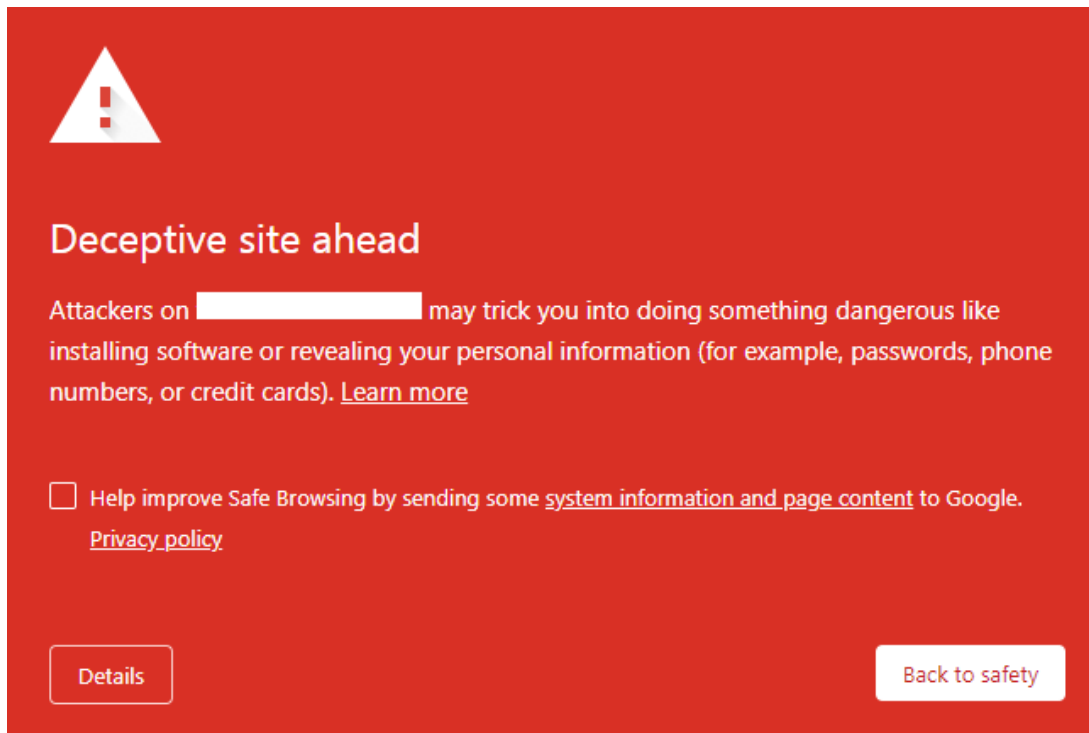 Deceptive site ahead
Attackers on may trick you into doing something dangerous like
installing software or revealing your personal information (for example, passwords, phone
numbers, or credit cards). Learn more
Help improve Safe Browsing by sending some system information and page content to Google.
Privacy policy
Details
Back to safety